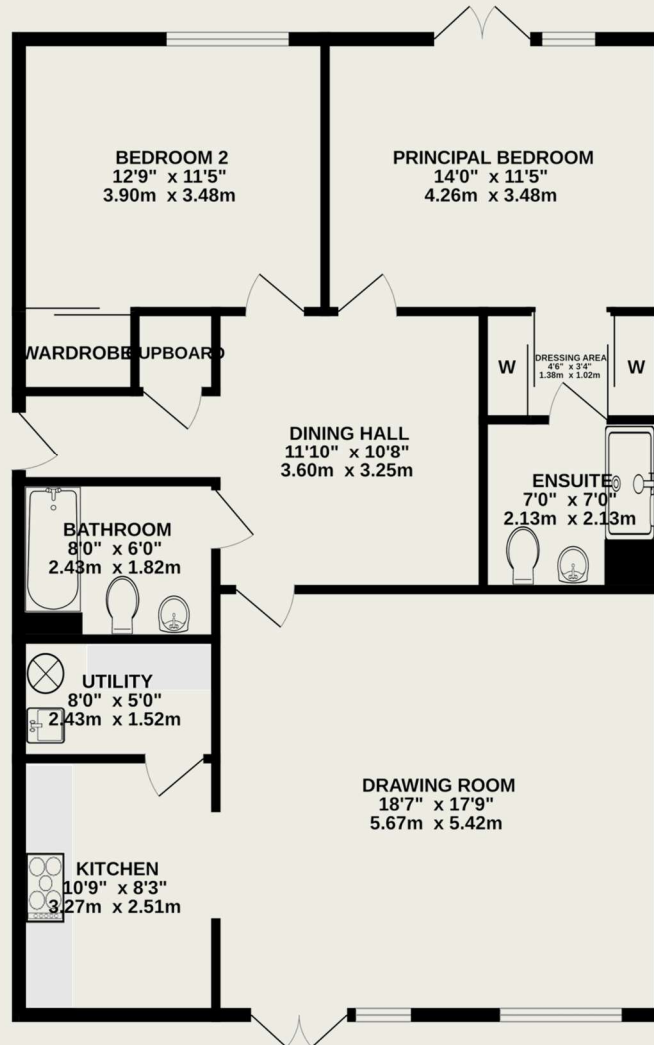 BEDROOM 2
12'9" x 11'5"
3.90m x 3.48m
PRINCIPAL BEDROOM
14'0" x 11'5"
4.26m x 3.48m
WARDROBE
CUPBOARD
W
DRESSING AREA
4'6" x 3'4"
1.38m x 1.02m
W
DINING HALL
11'10" x 10'8"
3.60m x 3.25m
ENSUITE
7'0" x 7'0"
2.13m x 2.13m
BATHROOM
8'0" x 6'0"
2.43m x 1.82m
UTILITY
8'0" x 5'0"
2.43m x 1.52m
DRAWING ROOM
18'7" x 17'9"
5.67m x 5.42m
KITCHEN
10'9" x 8'3"
3.27m x 2.51m